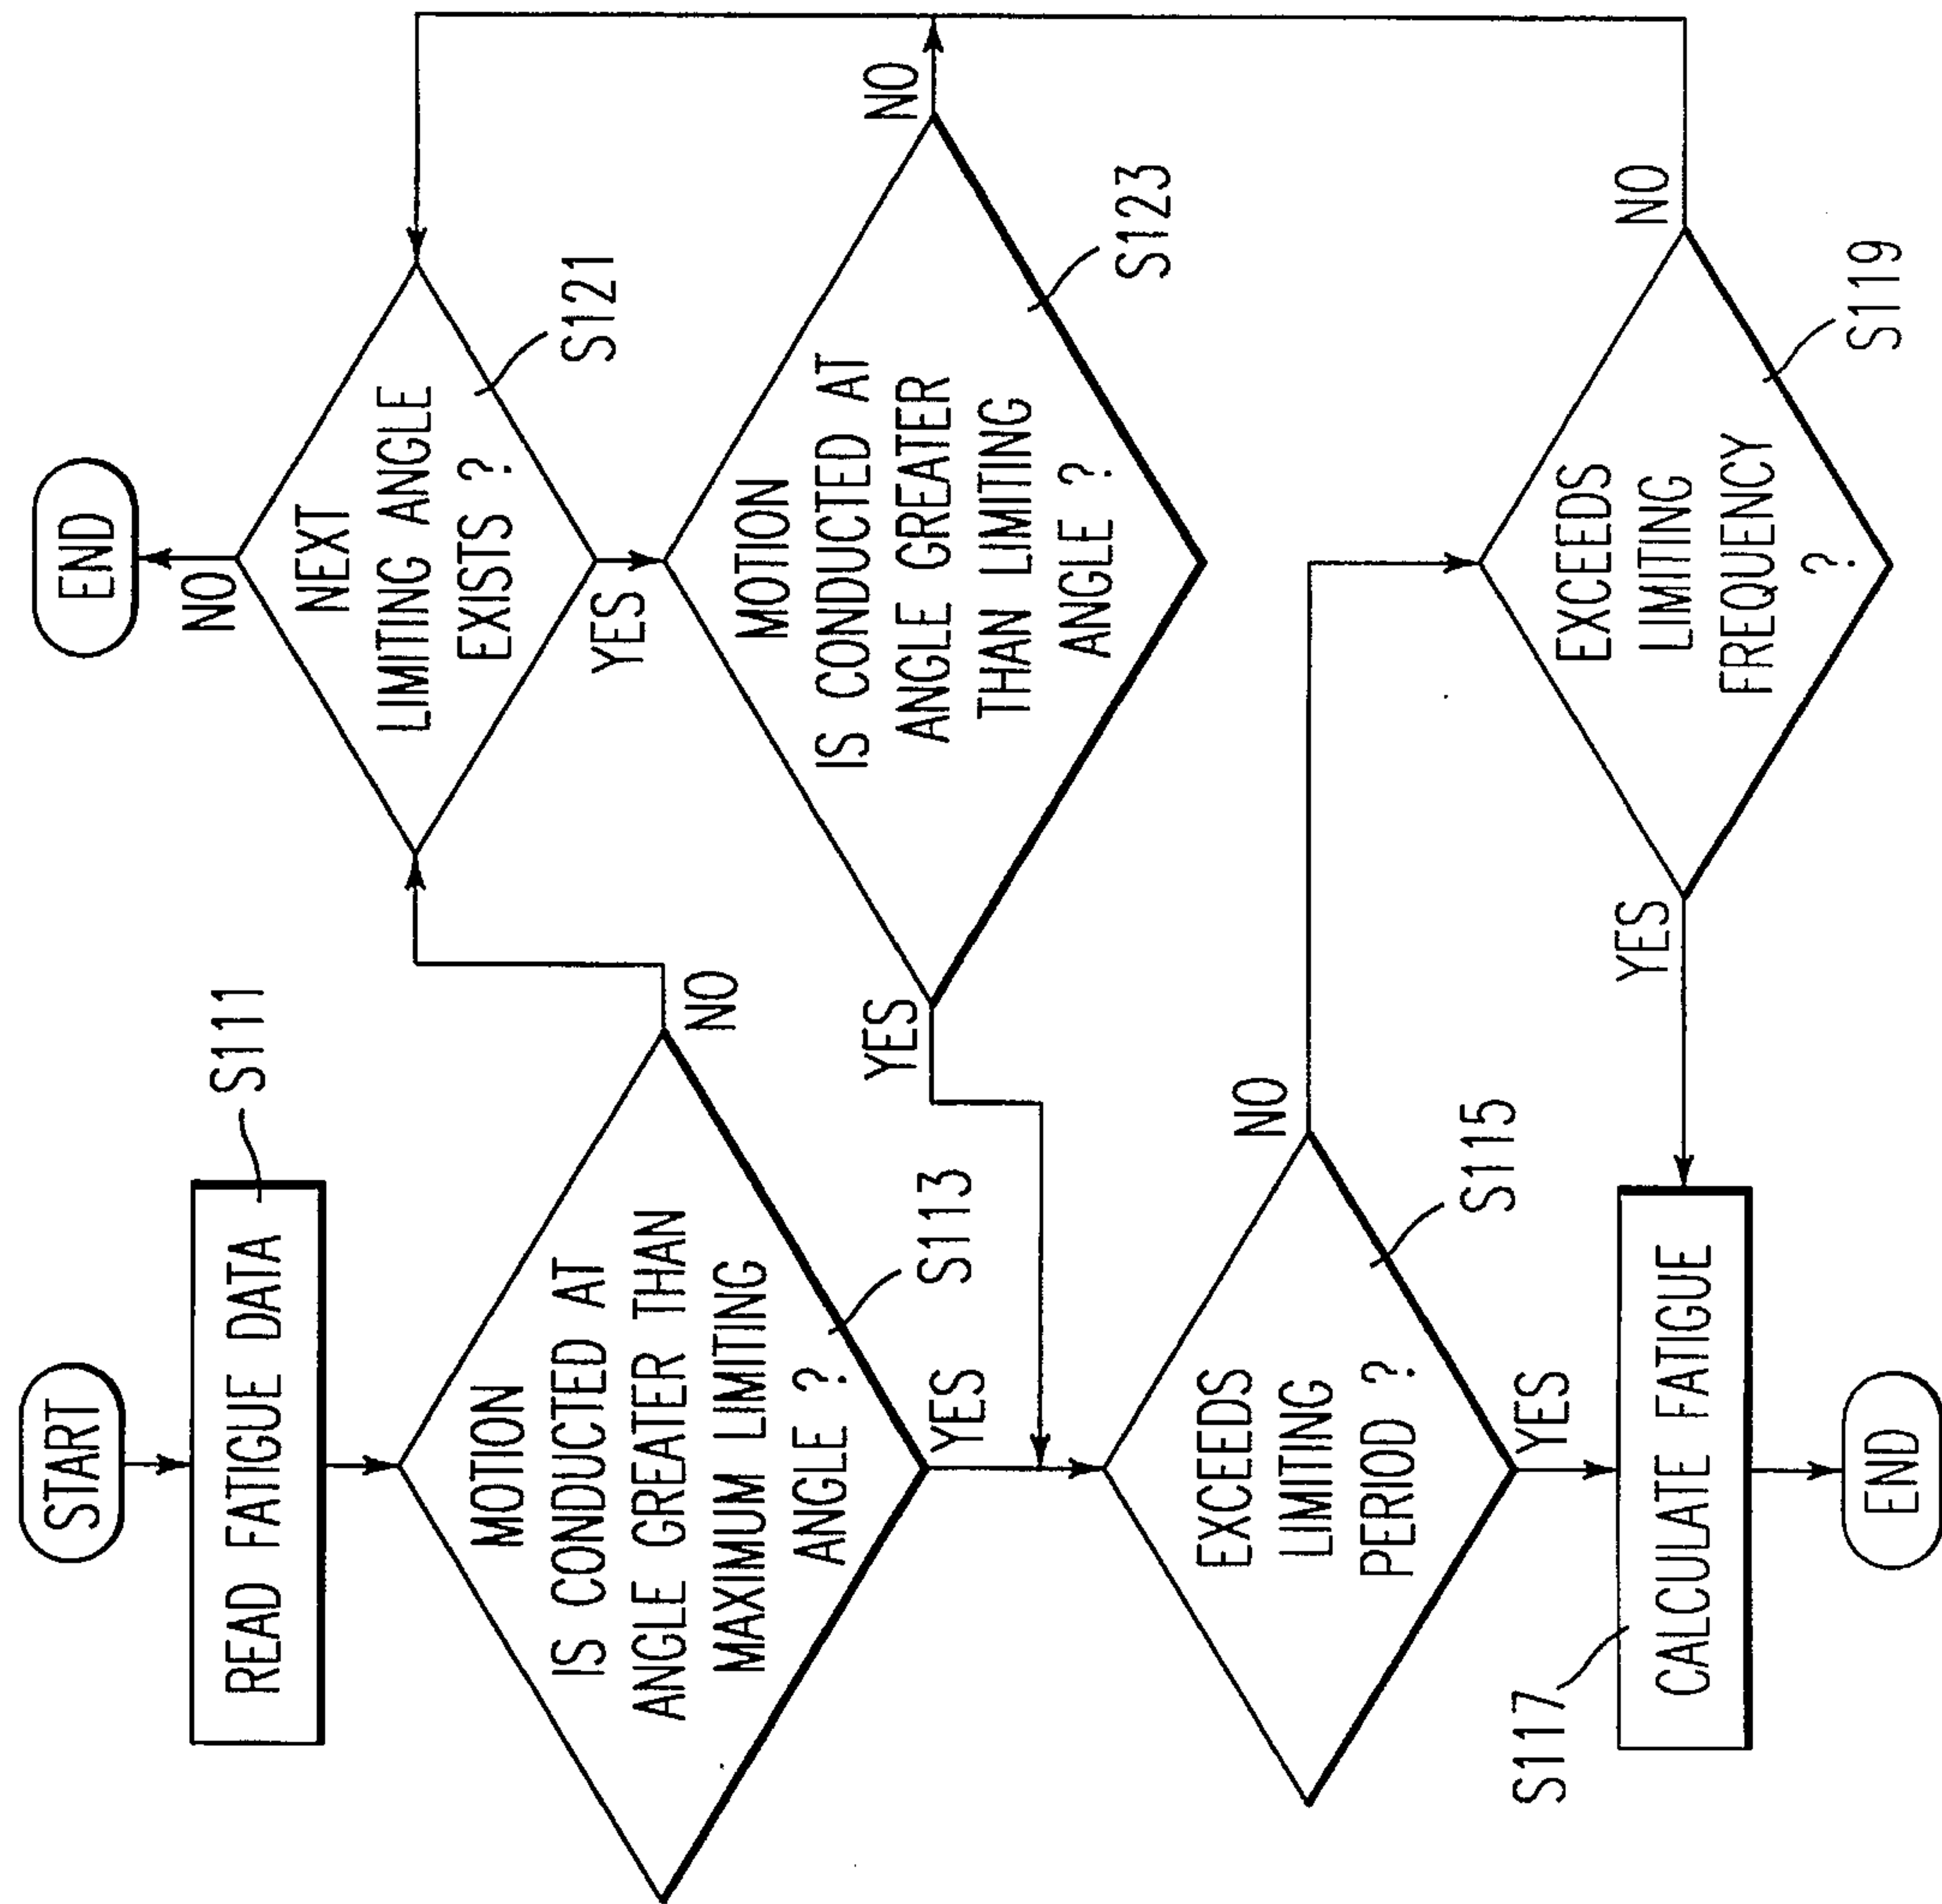 START
READ FATIGUE DATA
S111
MOTION
IS CONDUCTED AT
ANGLE GREATER THAN
MAXIMUM LIMITING
ANGLE ?
S113
NO
YES
EXCEEDS
LIMITING
PERIOD ?
S115
NO
YES
S117
CALCULATE FATIGUE
END
END
NO
NEXT
LIMITING ANGLE
EXISTS ?
S121
YES
MOTION
IS CONDUCTED AT
ANGLE GREATER
THAN LIMITING
ANGLE ?
S123
NO
YES
EXCEEDS
LIMITING
FREQUENCY
?
S119
NO
YES